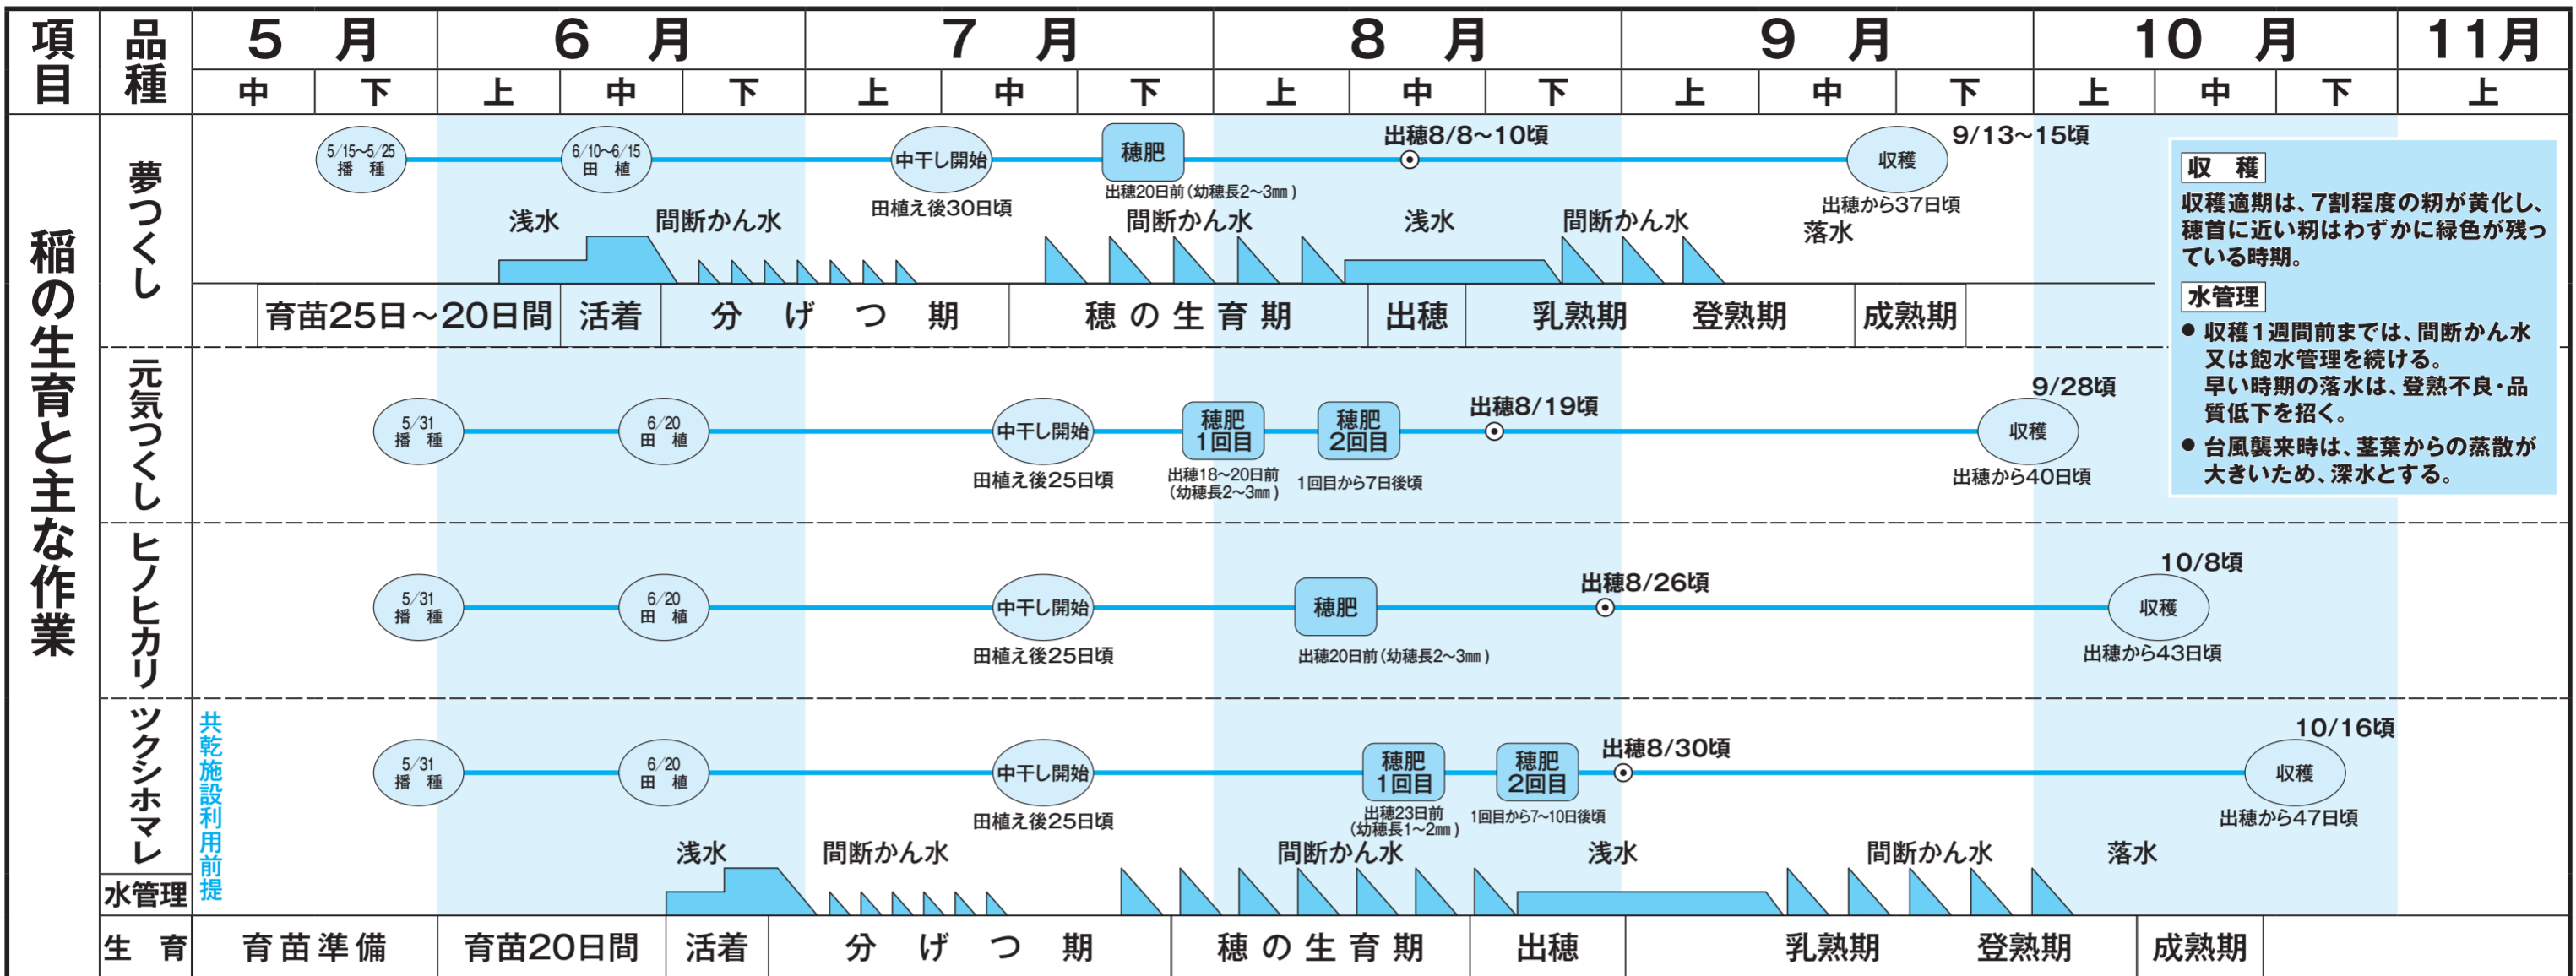 項目
品種
5月
6月
7月
8月
9月
10月
11月
中
下
上
中
下
上
中
下
上
中
下
上
中
下
上
中
下
上
稲の生育と主な作業
夢つくし
5/15〜5/25
播種
6/10〜6/15
田植
中干し開始
田植え後30日頃
穂肥
出穂20日前(幼穂長2〜3㎜)
出穂8/8〜10頃
収穫
9/13〜15頃
出穂から37日頃
浅水
間断かん水
間断かん水
浅水
間断かん水
落水
育苗25日〜20日間
活着
分げつ期
穂の生育期
出穂
乳熟期
登熟期
成熟期
元気つくし
5/31
播種
6/20
田植
中干し開始
田植え後25日頃
穂肥
1回目
出穂18〜20日前
(幼穂長2〜3㎜)
穂肥
2回目
1回目から7日後頃
出穂8/19頃
9/28頃
収穫
出穂から40日頃
ヒノヒカリ
5/31
播種
6/20
田植
中干し開始
田植え後25日頃
穂肥
出穂20日前(幼穂長2〜3㎜)
出穂8/26頃
10/8頃
収穫
出穂から43日頃
ツクシホマレ
共乾施設利用前提
5/31
播種
6/20
田植
中干し開始
田植え後25日頃
穂肥
1回目
出穂23日前
(幼穂長1〜2㎜)
穂肥
2回目
1回目から7〜10日後頃
出穂8/30頃
10/16頃
収穫
出穂から47日頃
水管理
浅水
間断かん水
間断かん水
浅水
間断かん水
落水
生育
育苗準備
育苗20日間
活着
分げつ期
穂の生育期
出穂
乳熟期
登熟期
成熟期
収穫
収穫適期は、7割程度の籾が黄化し、
穂首に近い籾はわずかに緑色が残っ
ている時期。
水管理
● 収穫1週間前までは、間断かん水
又は飽水管理を続ける。
早い時期の落水は、登熟不良・品
質低下を招く。
● 台風襲来時は、茎葉からの蒸散が
大きいため、深水とする。